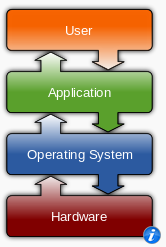 User
Application
Operating System
Hardware
i